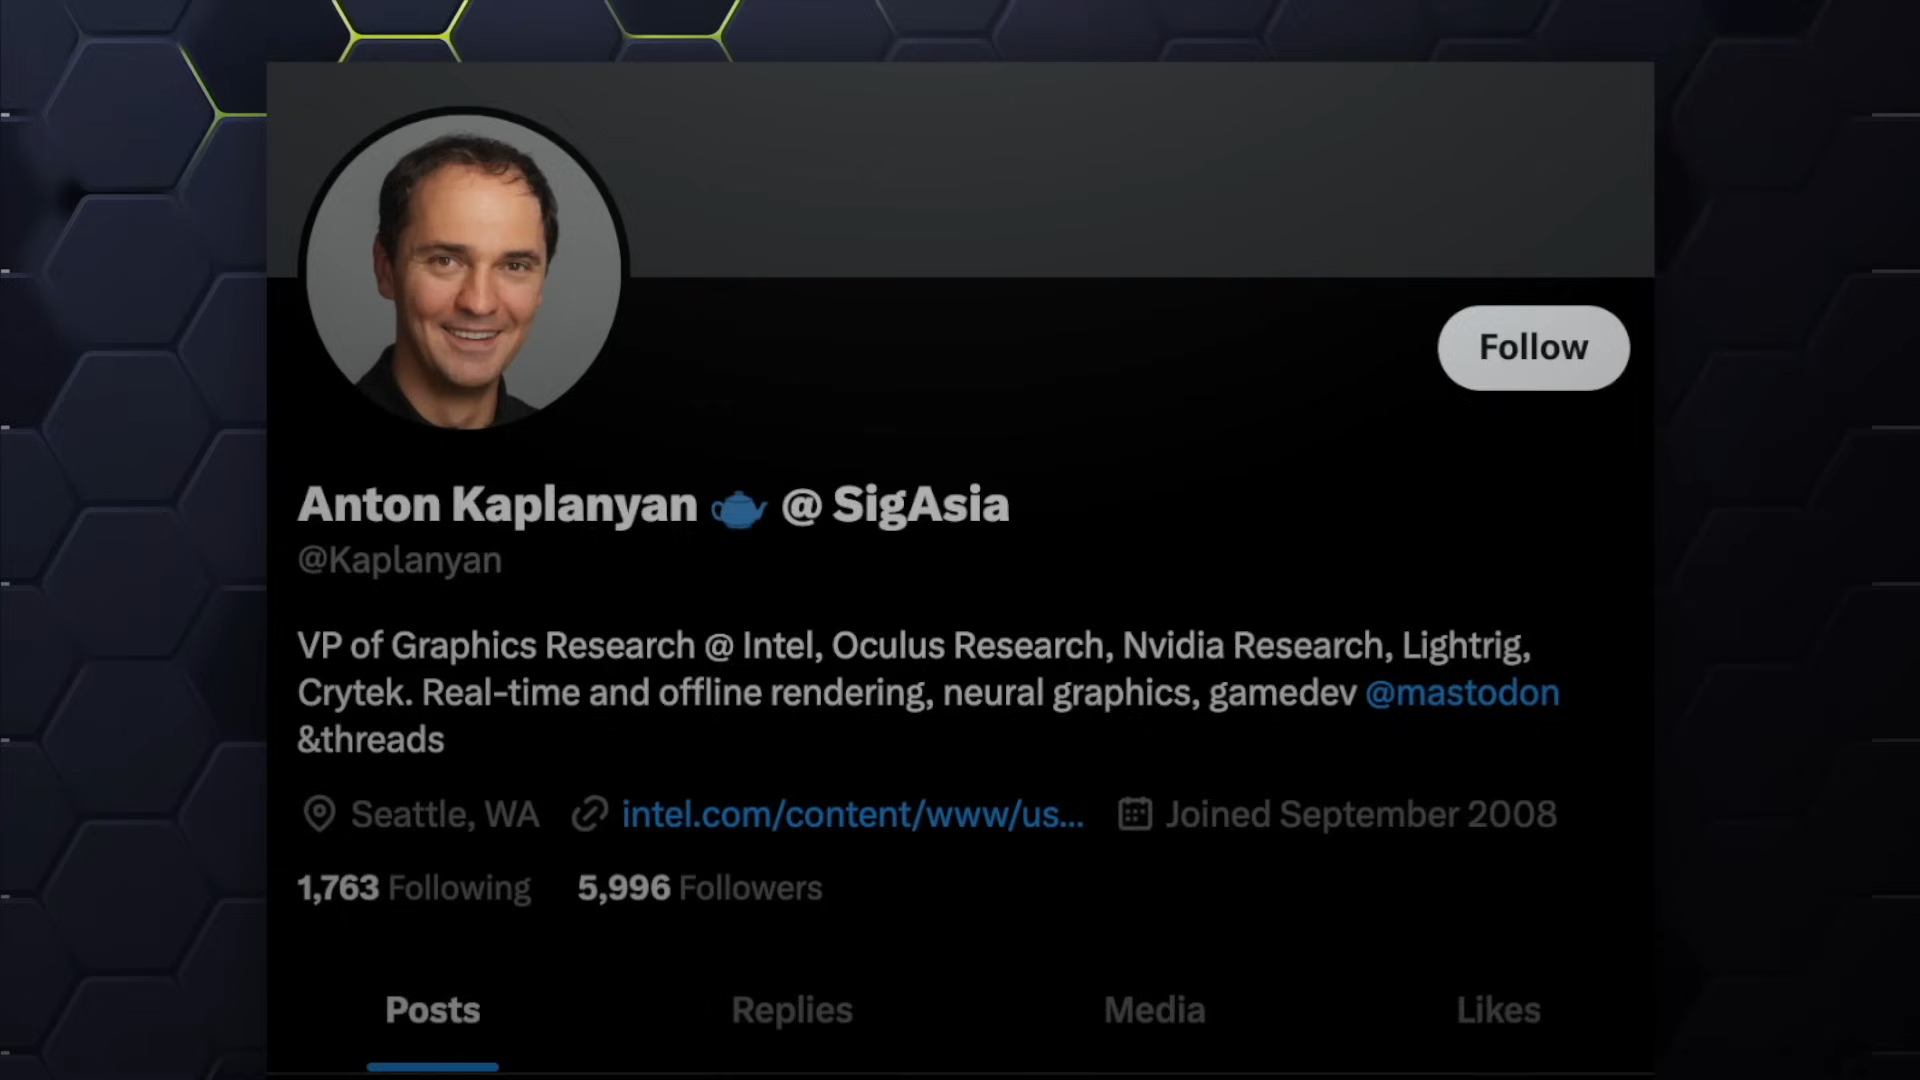 Follow
Anton Kaplanyan @ SigAsia
@Kaplanyan
VP of Graphics Research @ Intel, Oculus Research, Nvidia Research, Lightrig,
Crytek. Real-time and offline rendering, neural graphics, gamedev @mastodon
&threads
Seattle, WA intel.com/content/www/us... Joined September 2008
1,763 Following 5,996 Followers
Posts Replies Media Likes